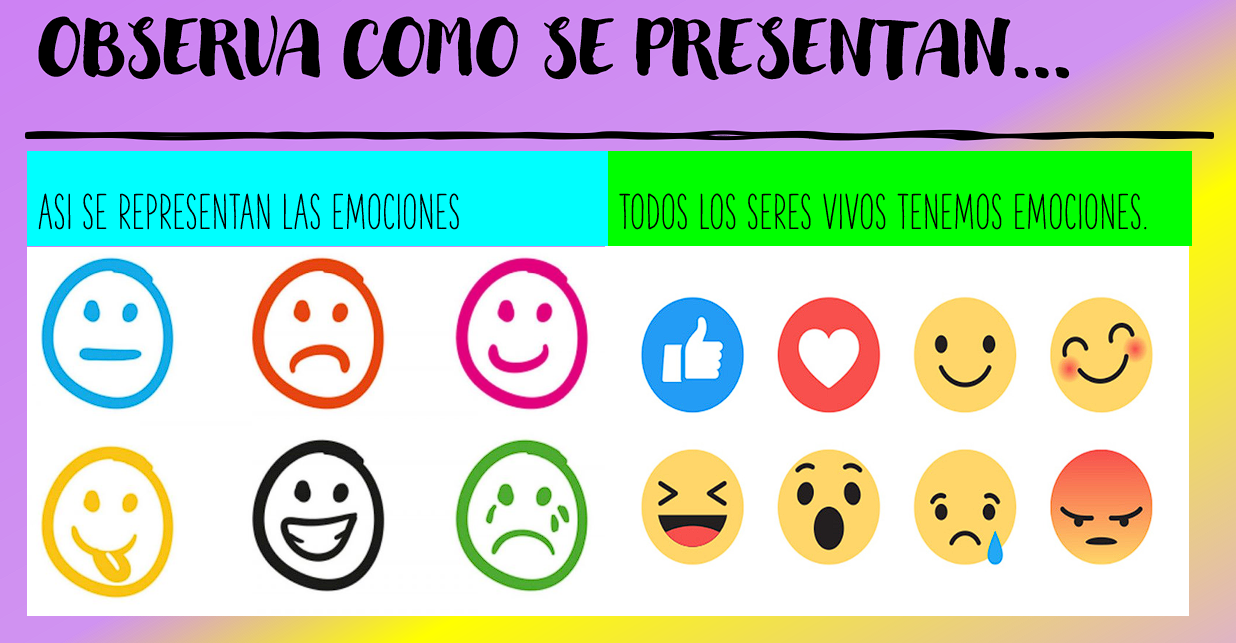 OBSERVA COMO SE PRESENTAN...
ASI SE REPRESENTAN LAS EMOCIONES
TODOS LOS SERES VIVOS TENEMOS EMOCIONES.